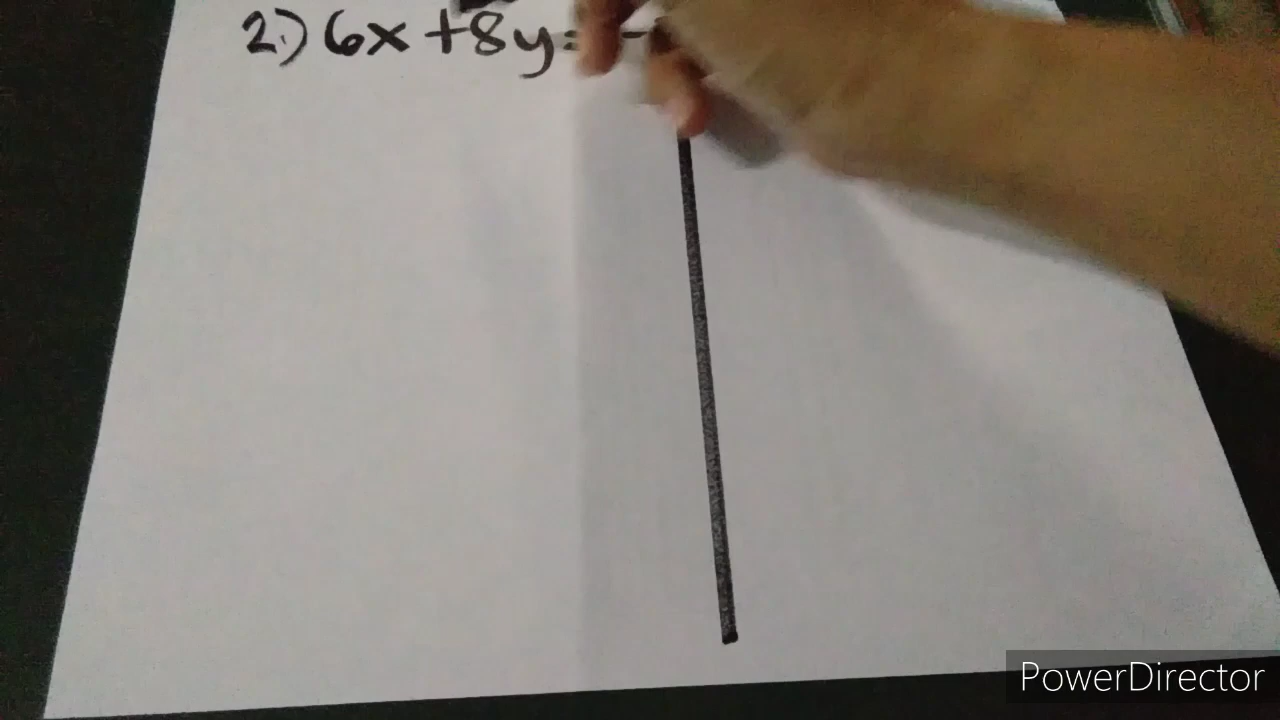 2.) 6x + 8y = -
PowerDirector